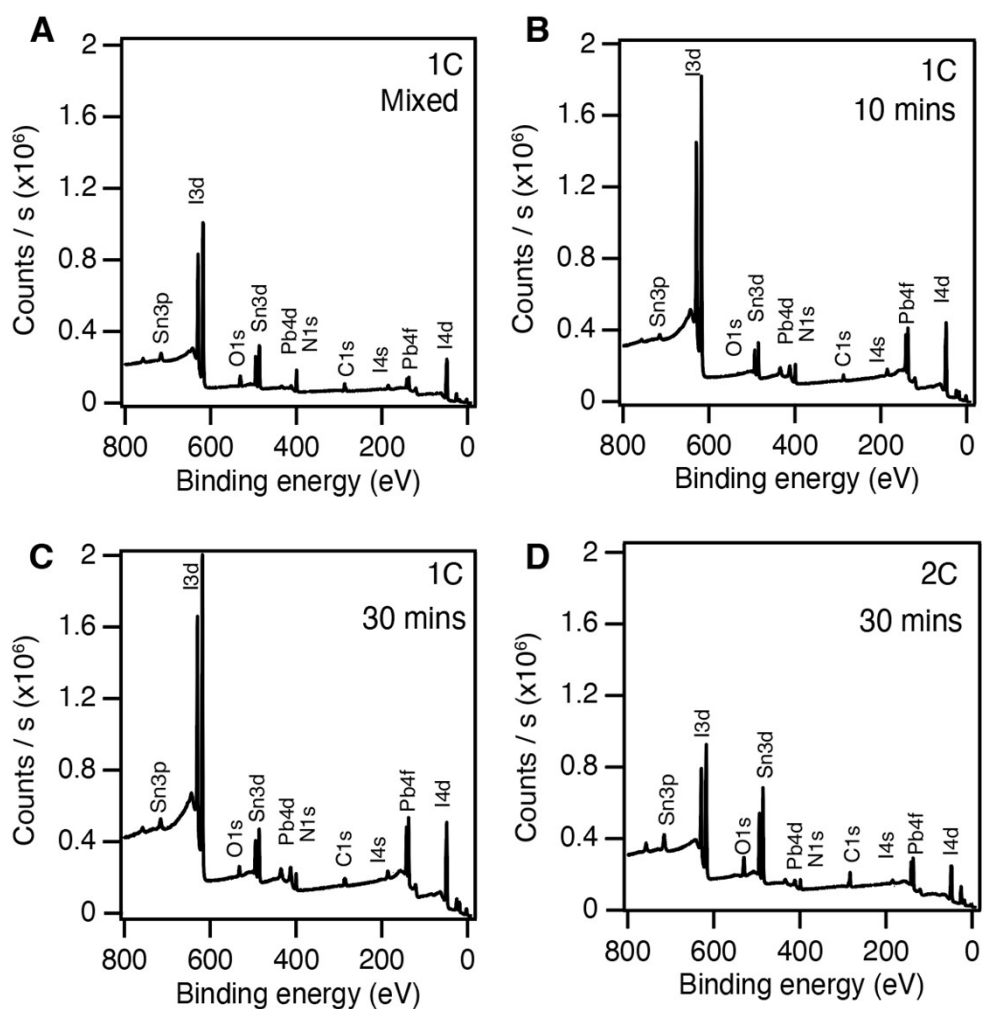 A
1C
Mixed
Counts / s (x10⁶)
2
1.6
1.2
0.8
0.4
0
Sn3p
I3d
O1s
Sn3d
Pb4d
N1s
C1s
I4s
Pb4f
I4d
800 600 400 200 0
Binding energy (eV)
B
1C
10 mins
Counts / s (x10⁶)
2
1.6
1.2
0.8
0.4
0
Sn3p
I3d
O1s
Sn3d
Pb4d
N1s
C1s
I4s
Pb4f
I4d
800 600 400 200 0
Binding energy (eV)
C
1C
30 mins
Counts / s (x10⁶)
2
1.6
1.2
0.8
0.4
0
Sn3p
I3d
O1s
Sn3d
Pb4d
N1s
C1s
I4s
Pb4f
I4d
800 600 400 200 0
Binding energy (eV)
D
2C
30 mins
Counts / s (x10⁶)
2
1.6
1.2
0.8
0.4
0
Sn3p
I3d
O1s
Sn3d
Pb4d
N1s
C1s
I4s
Pb4f
I4d
800 600 400 200 0
Binding energy (eV)